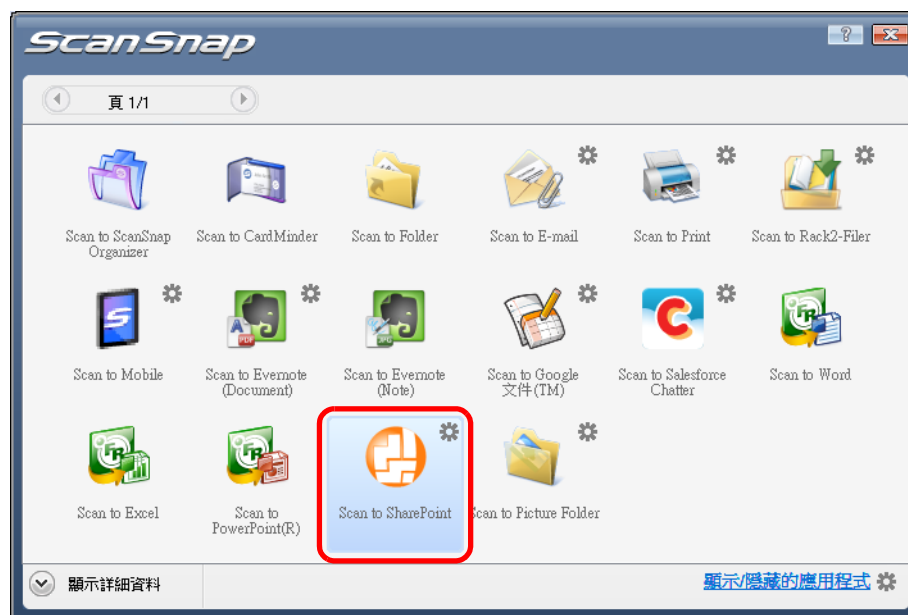 ScanSnap
頁 1/1
Scan to ScanSnap
Organizer
Scan to CardMinder
Scan to Folder
Scan to E-mail
Scan to Print
Scan to Rack2-Filer
Scan to Mobile
Scan to Evernote
(Document)
Scan to Evernote
(Note)
Scan to Google
文件(TM)
Scan to Salesforce
Chatter
Scan to Word
Scan to Excel
Scan to
PowerPoint(R)
Scan to SharePoint
Scan to Picture Folder
顯示詳細資料
顯示/隱藏的應用程式